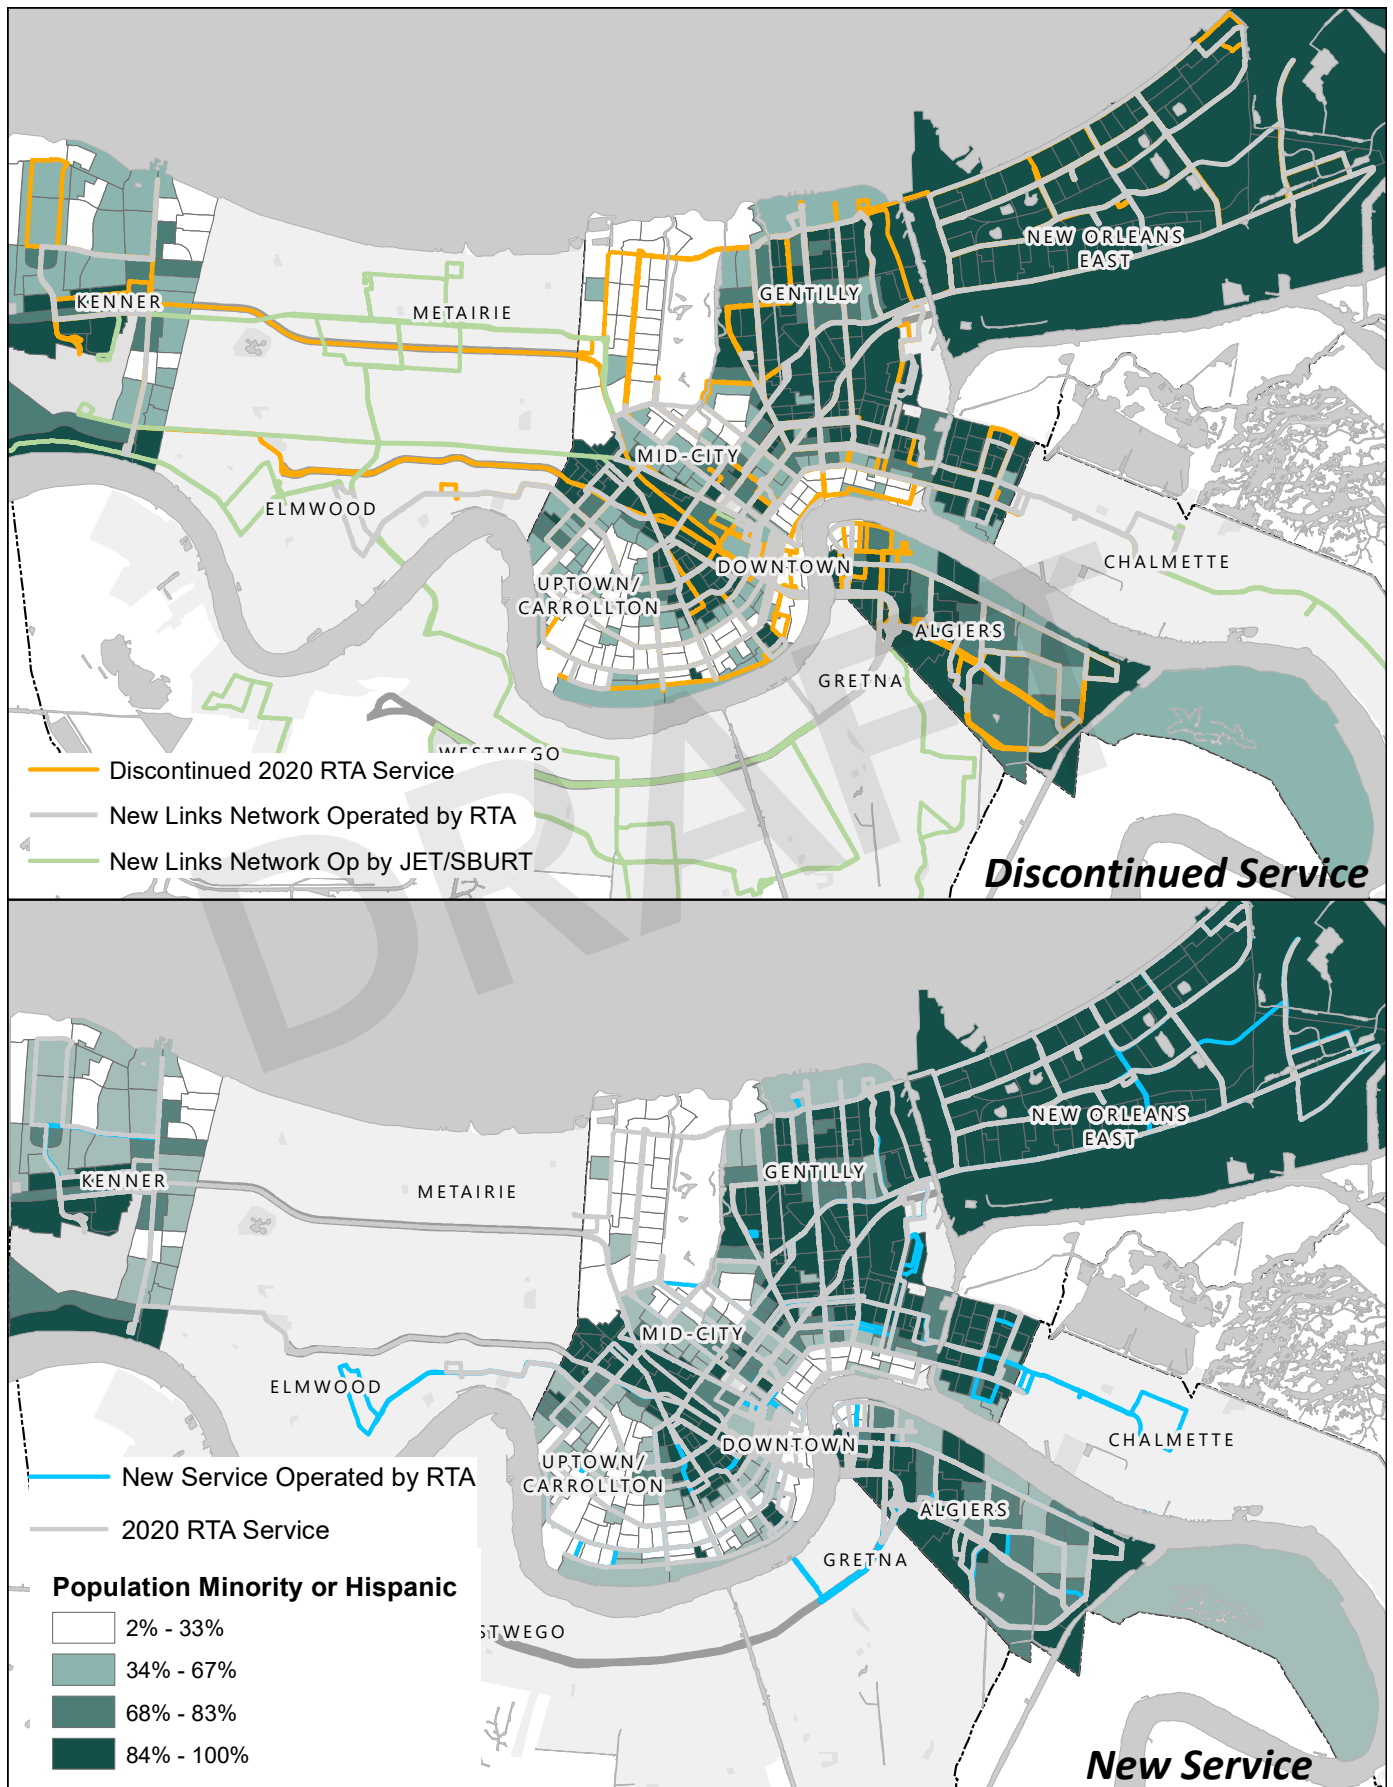 KENNER
METAIRIE
GENTILLY
NEW ORLEANS
EAST
MID-CITY
ELMWOOD
UPTOWN/
CARROLLTON
DOWNTOWN
CHALMETTE
ALGIERS
GRETNA
WESTWEGO
Discontinued 2020 RTA Service
New Links Network Operated by RTA
New Links Network Op by JET/SBURT
Discontinued Service
DRAFT
KENNER
METAIRIE
GENTILLY
NEW ORLEANS
EAST
MID-CITY
ELMWOOD
UPTOWN/
CARROLLTON
DOWNTOWN
CHALMETTE
ALGIERS
GRETNA
STWEGO
New Service Operated by RTA
2020 RTA Service
Population Minority or Hispanic
2% - 33%
34% - 67%
68% - 83%
84% - 100%
New Service